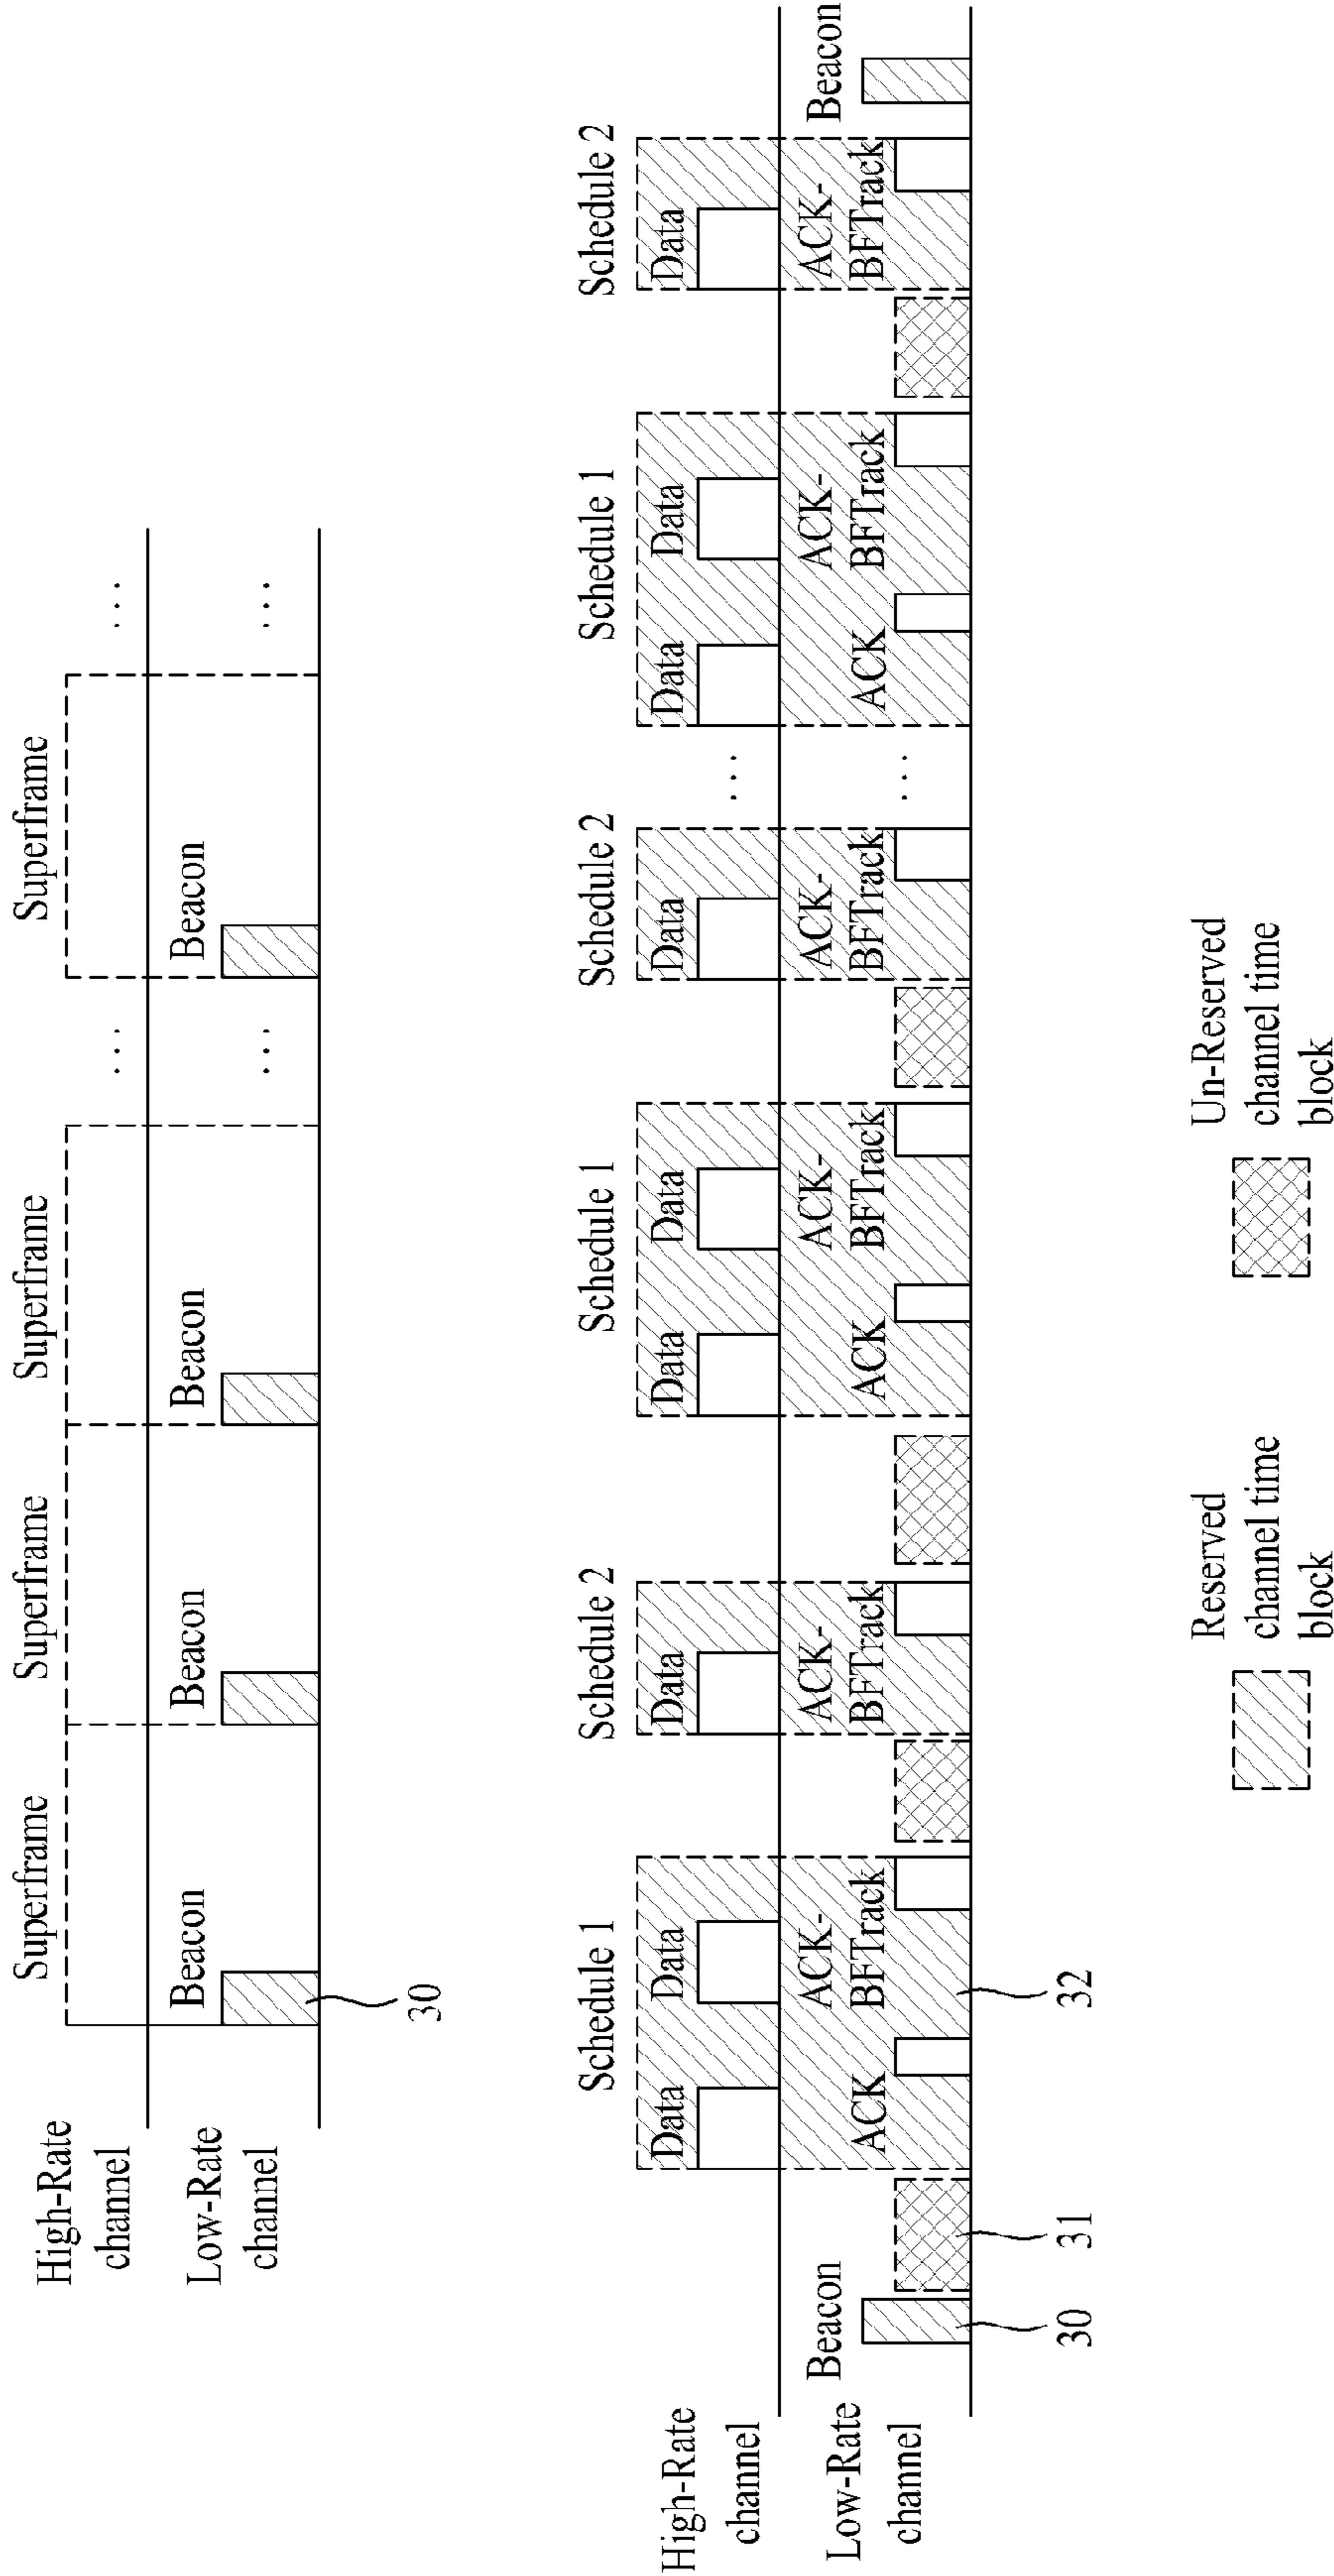 Superframe Superframe Superframe Superframe
High-Rate
channel
... ...
Low-Rate
channel
Beacon Beacon Beacon Beacon
... ...
30
Schedule 1 Schedule 2 Schedule 1 Schedule 2 Schedule 1 Schedule 2
High-Rate
channel
Data Data Data Data Data Data Data Data Data
...
Low-Rate
channel
Beacon
ACK-
BFTrack
ACK-
BFTrack
ACK-
BFTrack
ACK-
BFTrack
ACK-
BFTrack
ACK-
BFTrack
Beacon
ACK ACK ACK
...
30 31 32
Reserved
channel time
block
Un-Reserved
channel time
block